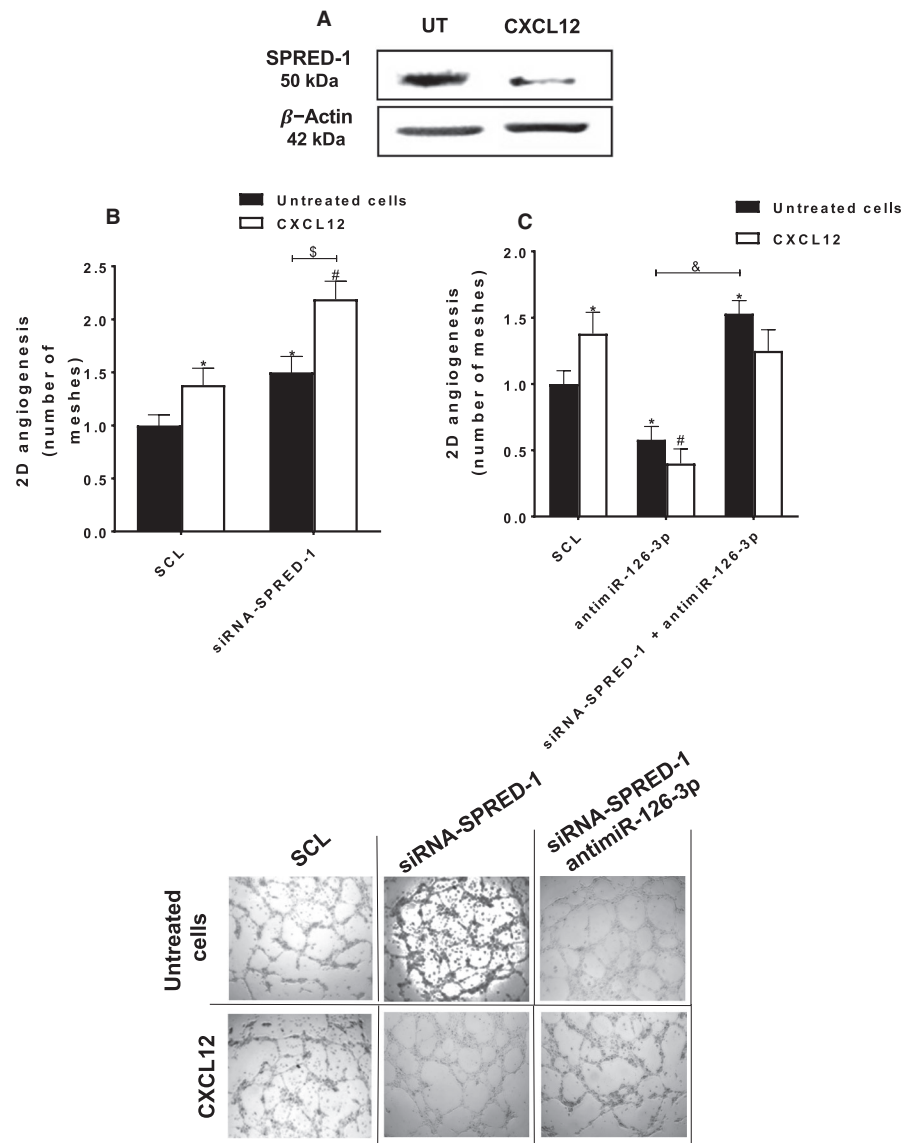 A
UT CXCL12
SPRED-1
50 kDa
β−Actin
42 kDa
B
Untreated cells
CXCL12
2D angiogenesis
(number of
meshes)
2.5
2.0
1.5
1.0
0.5
0.0
*
*
$
#
SCL
siRNA-SPRED-1
C
Untreated cells
CXCL12
2D angiogenesis
(number of meshes)
2.0
1.5
1.0
0.5
0.0
*
*
#
&
*
SCL
antimiR-126-3p
siRNA-SPRED-1 + antimiR-126-3p
SCL
siRNA-SPRED-1
siRNA-SPRED-1
antimiR-126-3p
Untreated
cells
CXCL12